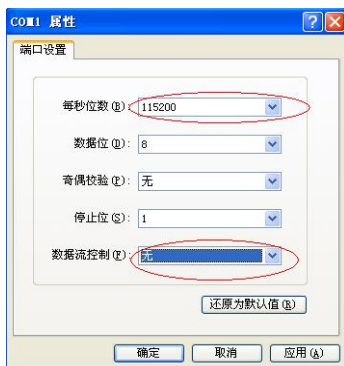 COM1 属性
端口设置
每秒位数(B): 115200
数据位(D): 8
奇偶校验(P): 无
停止位(S): 1
数据流控制(F): 无
还原为默认值(R)
确定 取消 应用(A)